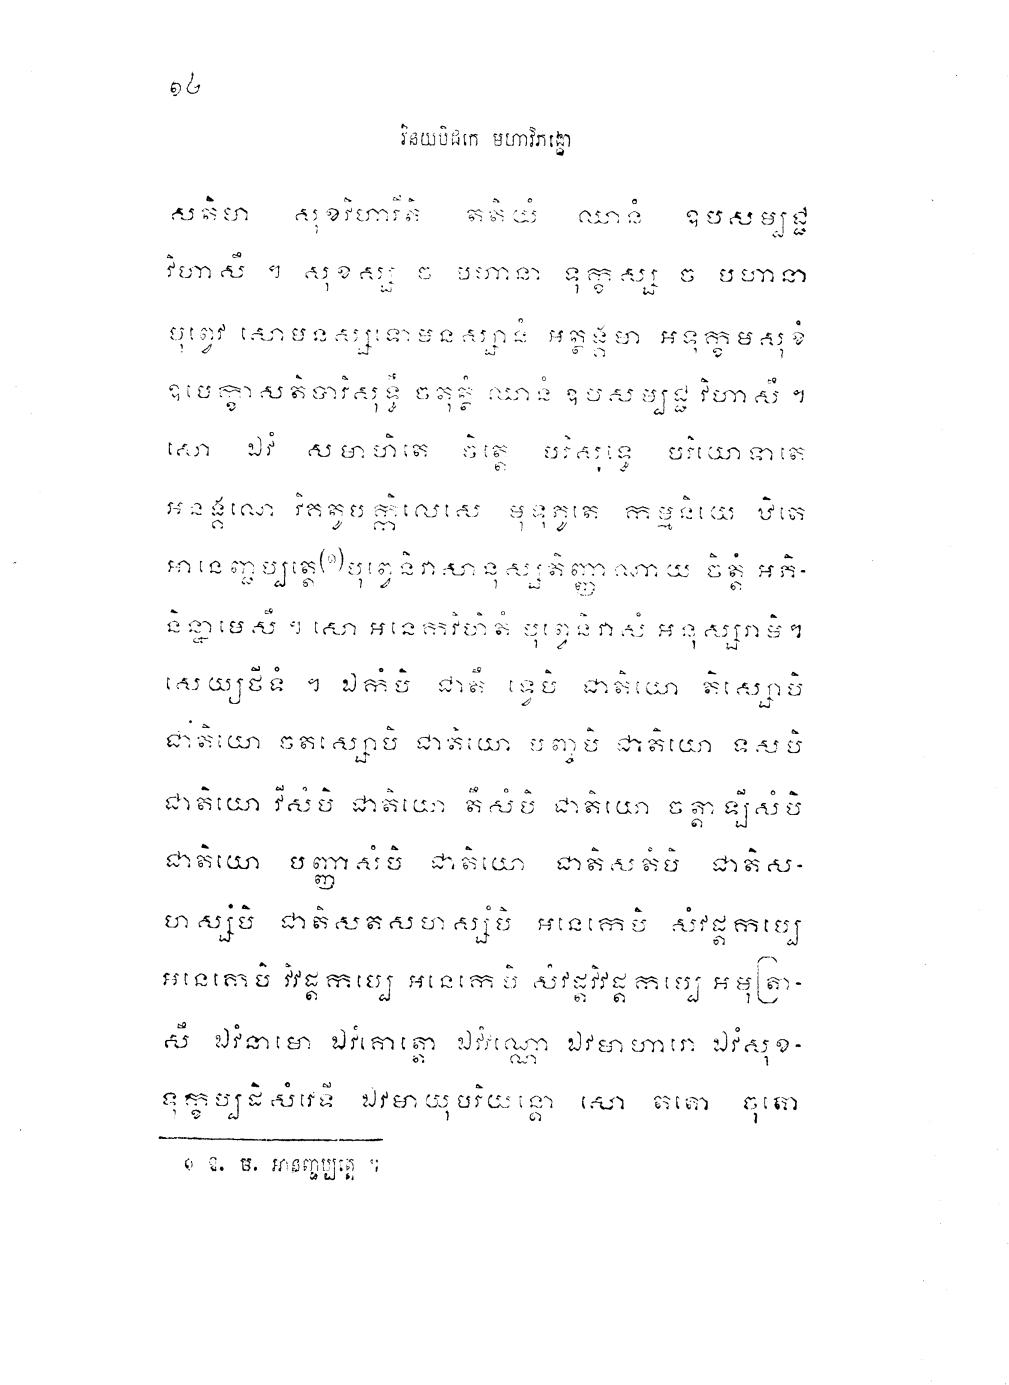 ១៤
វិនយបិដកេ មហាវិភង្គោ
សតិមា សុខវិហារីតិ តតិយំ ឈានំ ឧបសម្បជ្ជ
វិហាសឹ ។ សុខស្ស ច បហានា ទុក្ខស្ស ច បហានា
បុព្វេវ សោមនស្សទោមនស្សានំ អត្ថង្គមា អទុក្ខមសុខំ
ឧបេក្ខាសតិបារិសុទ្ធឹ ចតុត្ថំ ឈានំ ឧបសម្បជ្ជ វិហាសឹ ។
សោ ឯវំ សមាហិតេ ចិត្តេ បរិសុទ្ធេ បរិយោទាតេ
អនង្គណេ វិគតូបក្កិលេសេ មុទុភូតេ កម្មនិយេ ឋិតេ
អានេញ្ជប្បត្តេ(១)បុព្វេនិវាសានុស្សតិញ្ញាណាយ ចិត្តំ អភិ-
និន្នាមេសឹ ។ សោ អនេកវិហិតំ បុព្វេនិវាសំ អនុស្សរាមិ។
សេយ្យថីទំ ។ ឯកំបិ ជាតឹ ទ្វេបិ ជាតិយោ តិស្សោបិ
ជាតិយោ ចតស្សោបិ ជាតិយោ បញ្ចបិ ជាតិយោ ទសបិ
ជាតិយោ វីសំបិ ជាតិយោ តឹសំបិ ជាតិយោ ចត្តាឡីសំបិ
ជាតិយោ បញ្ញាសំបិ ជាតិយោ ជាតិសតំបិ ជាតិស-
ហស្សំបិ ជាតិសតសហស្សំបិ អនេកេបិ សំវដ្តកប្បេ
អនេកេបិ វិវដ្តកប្បេ អនេកេបិ សំវដ្តវិវដ្តកប្បេ អមុត្រា-
សឹ ឯវំនាមោ ឯវំគោត្តោ ឯវំវណ្ណោ ឯវមាហារោ ឯវំសុខ-
ទុក្ខប្បដិសំវេទី ឯវមាយុបរិយន្តោ សោ តតោ ចុតោ
១ ឱ. ម. អានញ្ជប្បត្តេ ។